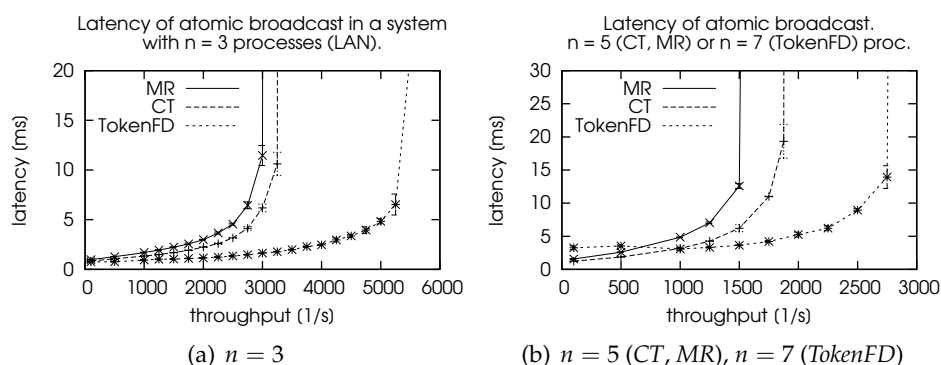 Latency of atomic broadcast in a system
with n = 3 processes (LAN).
20
15
10
5
0
latency (ms)
MR
CT
TokenFD
0 1000 2000 3000 4000 5000 6000
throughput (1/s)
(a) n = 3
Latency of atomic broadcast.
n = 5 (CT, MR) or n = 7 (TokenFD) proc.
30
25
20
15
10
5
0
latency (ms)
MR
CT
TokenFD
0 500 1000 1500 2000 2500 3000
throughput (1/s)
(b) n = 5 (CT, MR), n = 7 (TokenFD)